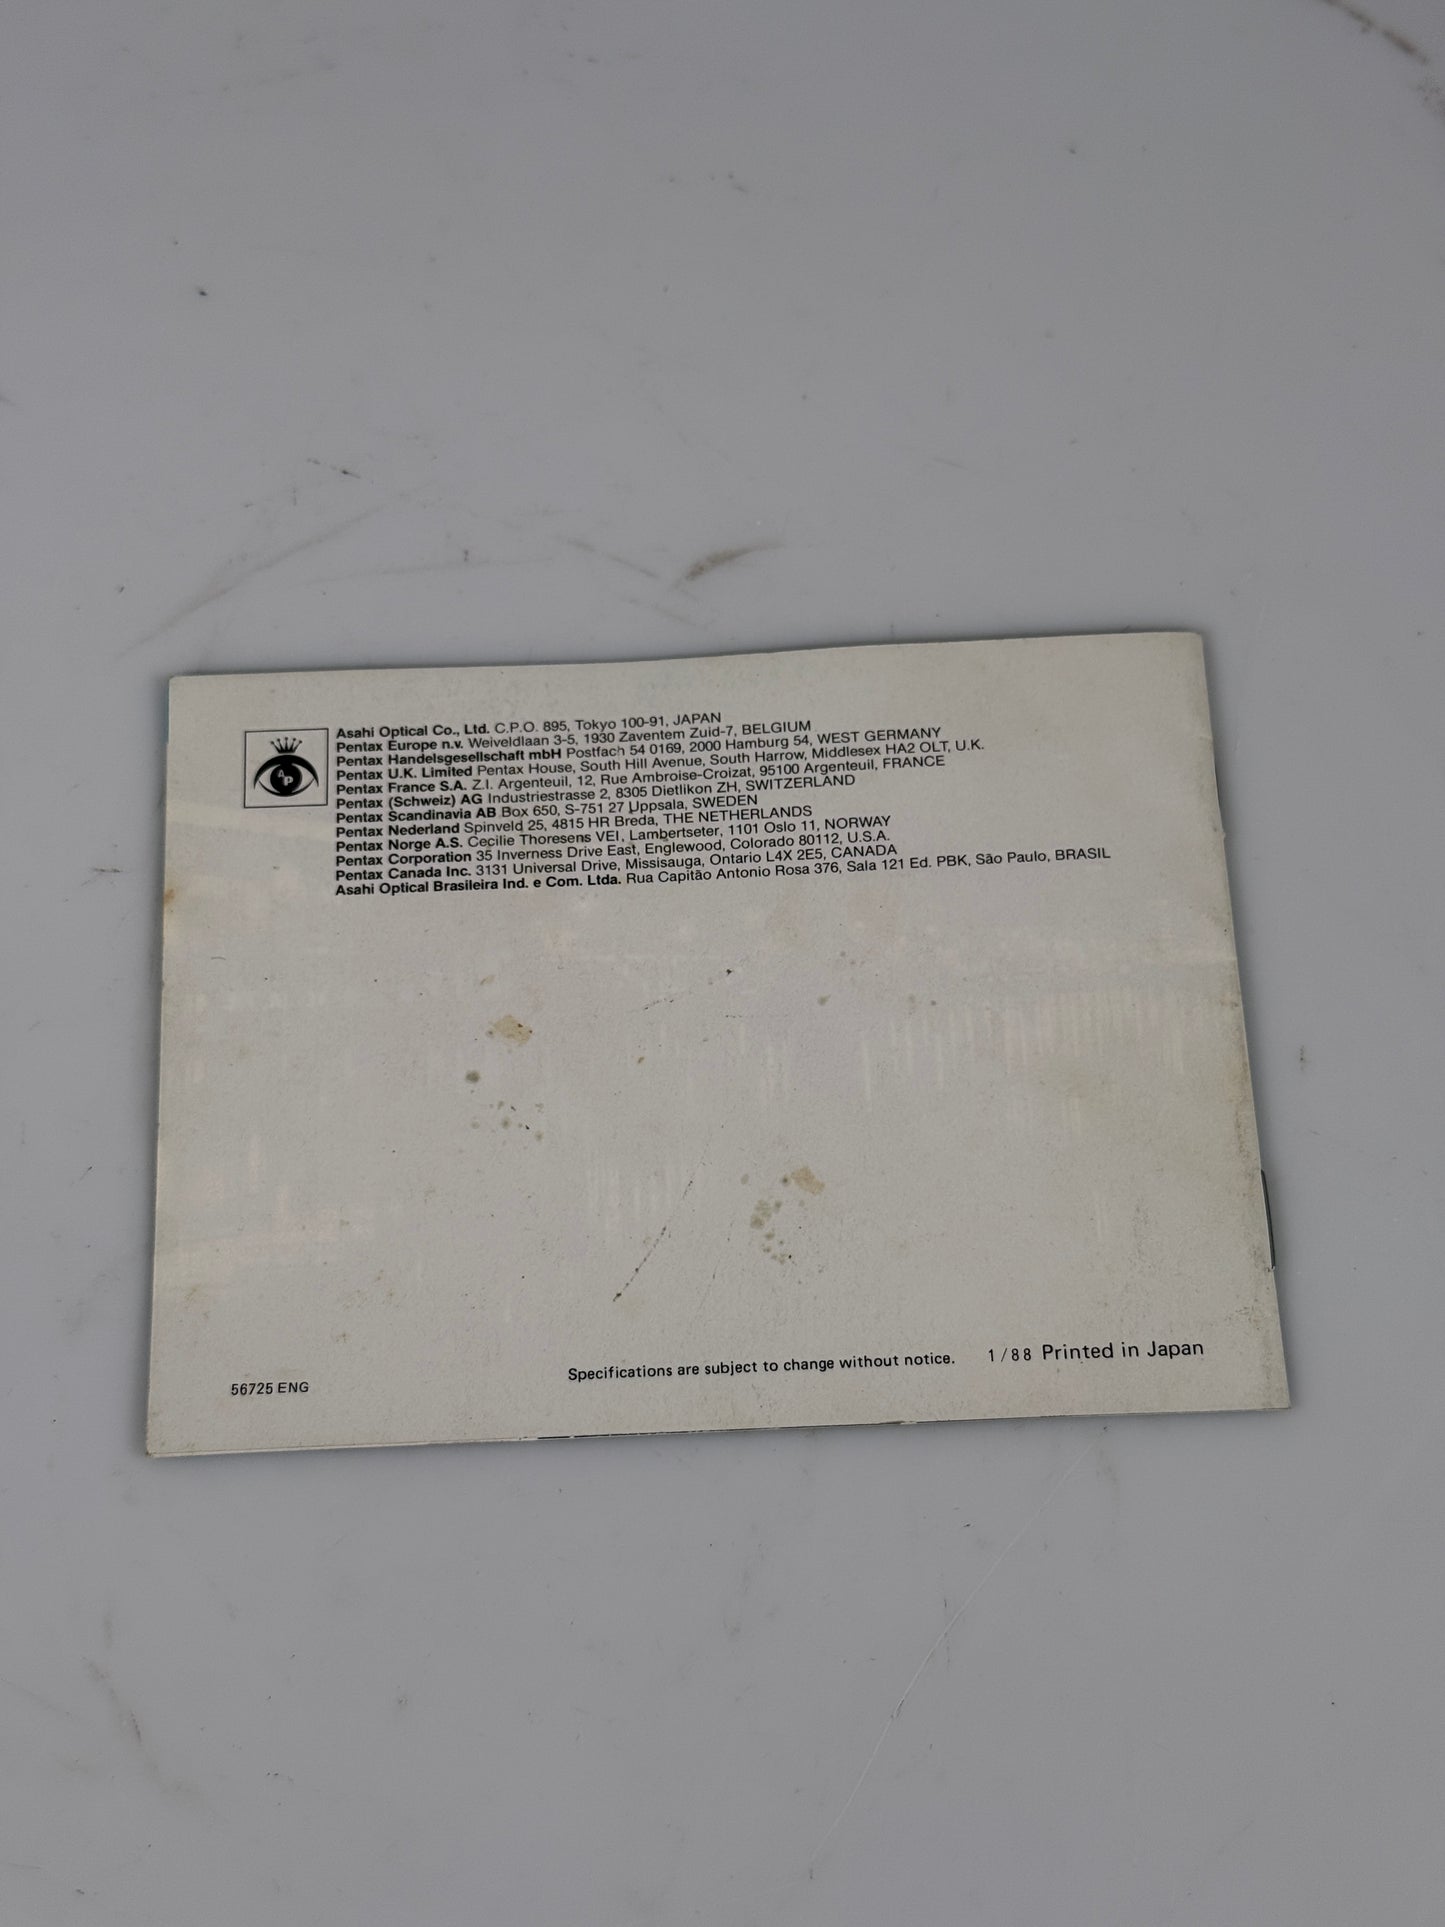 AP
Asahi Optical Co., Ltd. C.P.O. 895, Tokyo 100-91, JAPAN
Pentax Europe n.v. Weiveldlaan 3-5, 1930 Zaventem Zuid-7, BELGIUM
Pentax Handelsgesellschaft mbH Postfach 54 0169, 2000 Hamburg 54, WEST GERMANY
Pentax U.K. Limited Pentax House, South Hill Avenue, South Harrow, Middlesex HA2 OLT, U.K.
Pentax France S.A. Z.I. Argenteuil, 12, Rue Ambroise-Croizat, 95100 Argenteuil, FRANCE
Pentax (Schweiz) AG Industriestrasse 2, 8305 Dietlikon ZH, SWITZERLAND
Pentax Scandinavia AB Box 650, S-751 27 Uppsala, SWEDEN
Pentax Nederland Spinveld 25, 4815 HR Breda, THE NETHERLANDS
Pentax Norge A.S. Cecilie Thoresens VEI, Lambertseter, 1101 Oslo 11, NORWAY
Pentax Corporation 35 Inverness Drive East, Englewood, Colorado 80112, U.S.A.
Pentax Canada Inc. 3131 Universal Drive, Missisauga, Ontario L4X 2E5, CANADA
Asahi Optical Brasileira Ind. e Com. Ltda. Rua Capitão Antonio Rosa 376, Sala 121 Ed. PBK, São Paulo, BRASIL
Specifications are subject to change without notice. 1/88 Printed in Japan
56725 ENG